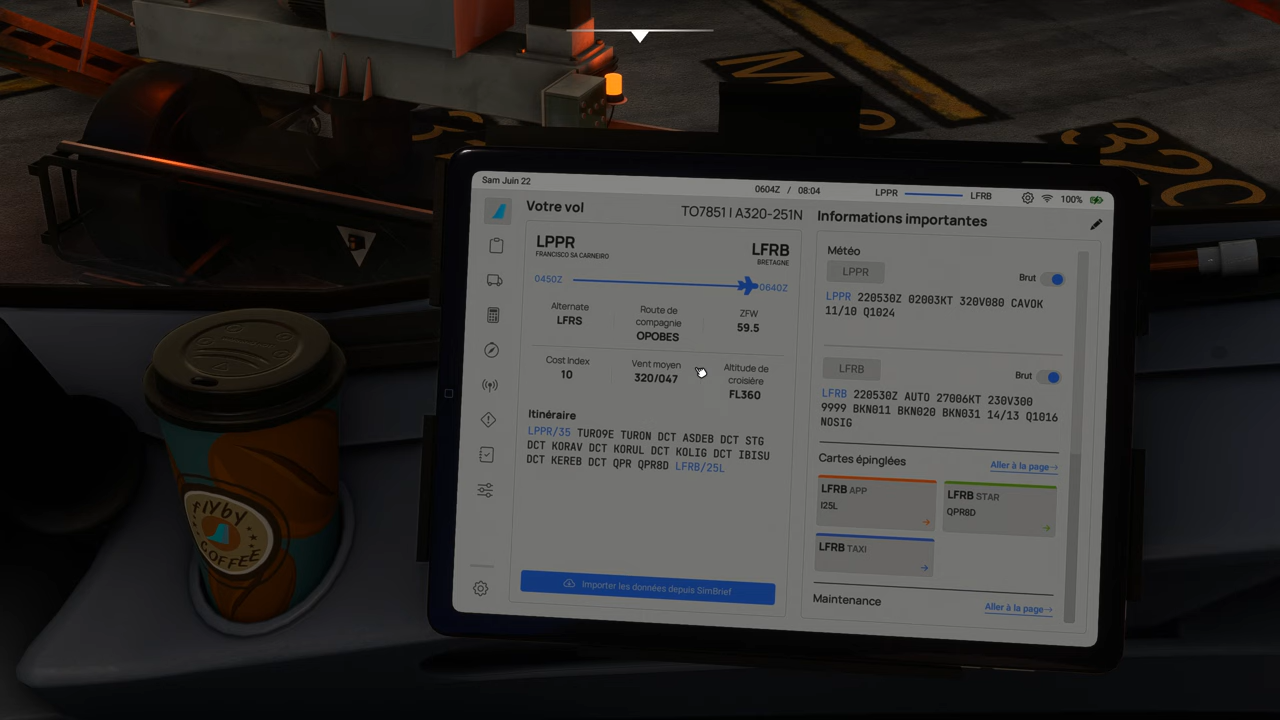 Sam Juin 22
0604Z / 08:04
LPPR LFRB
100%
Votre vol
TO7851 | A320-251N
LPPR
FRANCISCO SA CARNEIRO
LFRB
BRETAGNE
0450Z
0640Z
Alternate
LFRS
Route de compagnie
OPOBES
ZFW
59.5
Cost Index
10
Vent moyen
320/047
Altitude de croisière
FL360
Itinéraire
LPPR/35 TURO9E TURON DCT ASDEB DCT STG
DCT KORAV DCT KORUL DCT KOLIG DCT IBISU
DCT KEREB DCT QPR QPR8D LFRB/25L
Importer les données depuis SimBrief
Informations importantes
Météo
LPPR
Brut
LPPR 220530Z 02003KT 320V080 CAVOK
11/10 Q1024
LFRB
Brut
LFRB 220530Z AUTO 27006KT 230V300
9999 BKN011 BKN020 BKN031 14/13 Q1016
NOSIG
Cartes épinglées
Aller à la page
LFRB APP
I25L
LFRB STAR
QPR8D
LFRB TAXI
Maintenance
Aller à la page
flyby
COFFEE
320